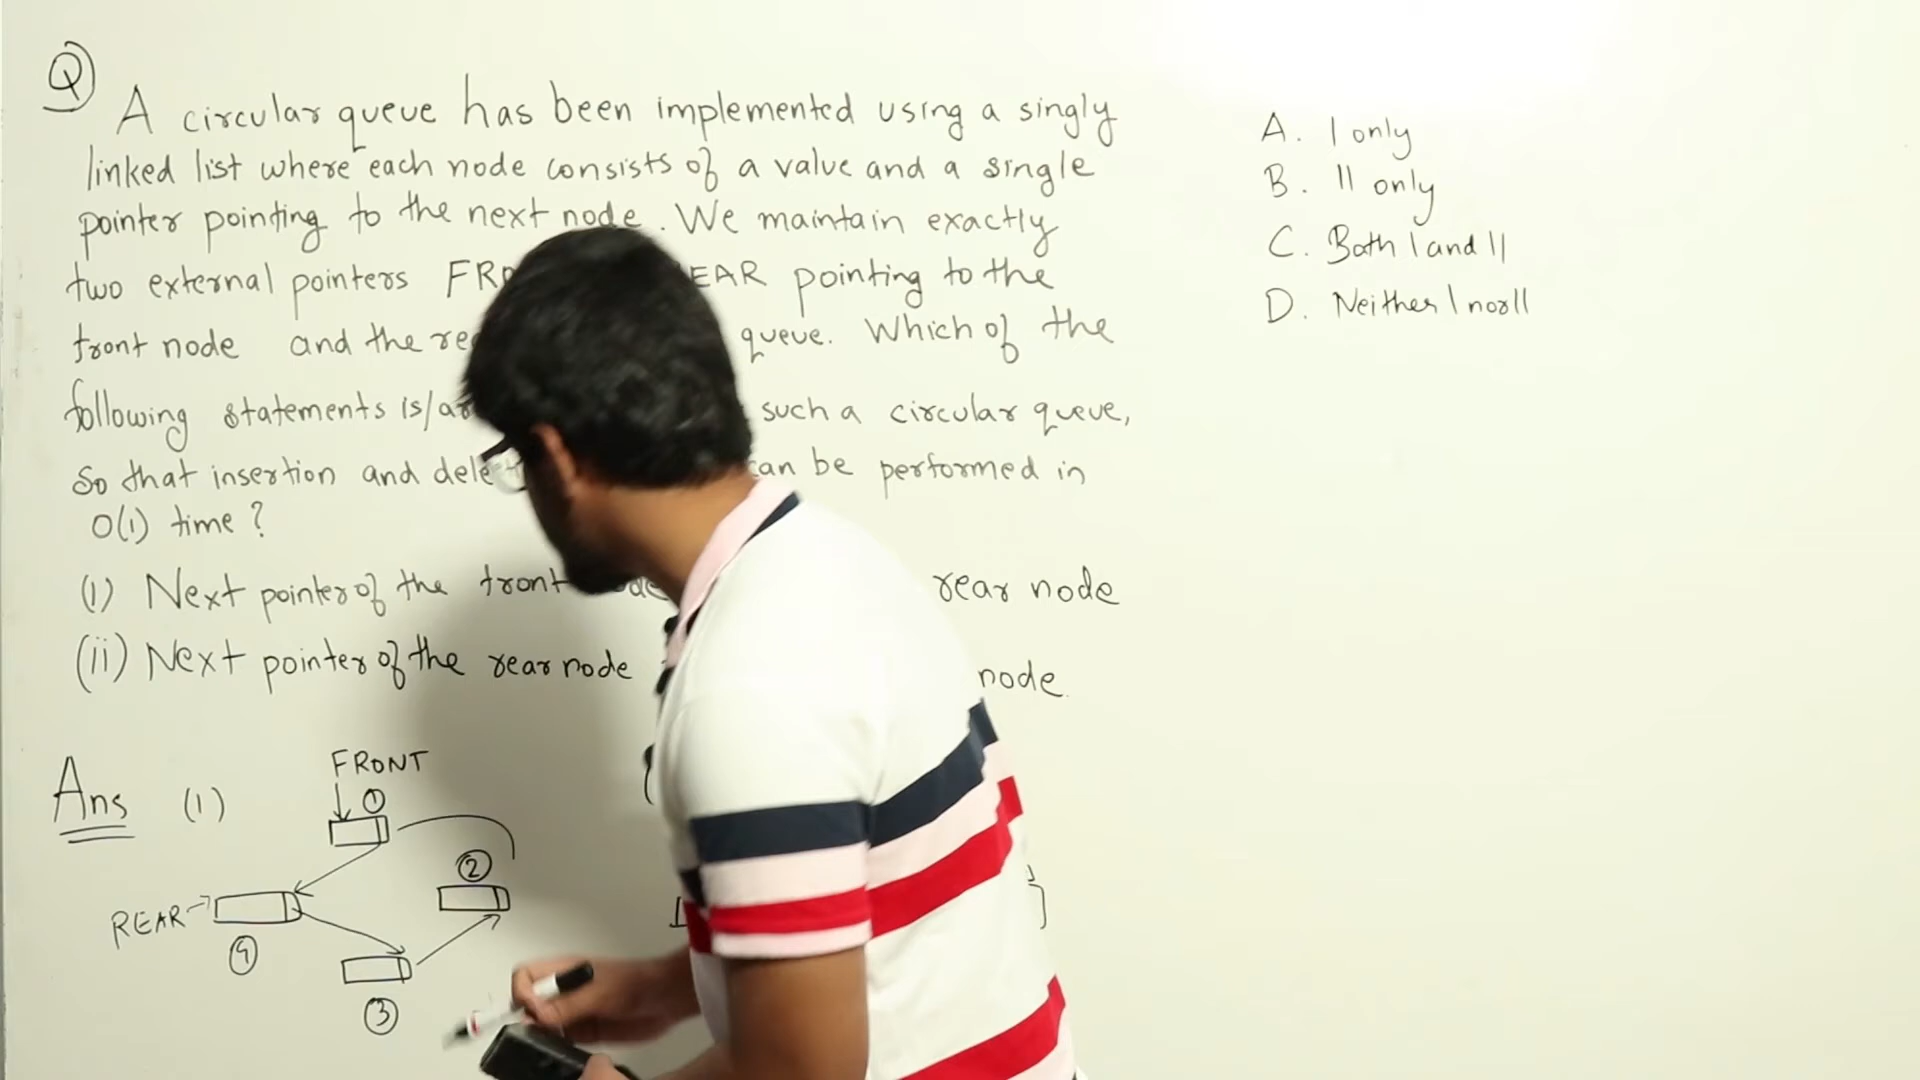 Q
A circular queue has been implemented using a singly
linked list where each node consists of a value and a single
pointer pointing to the next node. We maintain exactly
two external pointers FRO EAR pointing to the
front node and the re queue. Which of the
following statements is/a such a circular queue,
so that insertion and dele can be performed in
O(1) time?
(1) Next pointer of the front rear node
(ii) Next pointer of the rear node node.
A. I only
B. II only
C. Both I and II
D. Neither I nor II
Ans (1)
FRONT
1
2
REAR
4
3